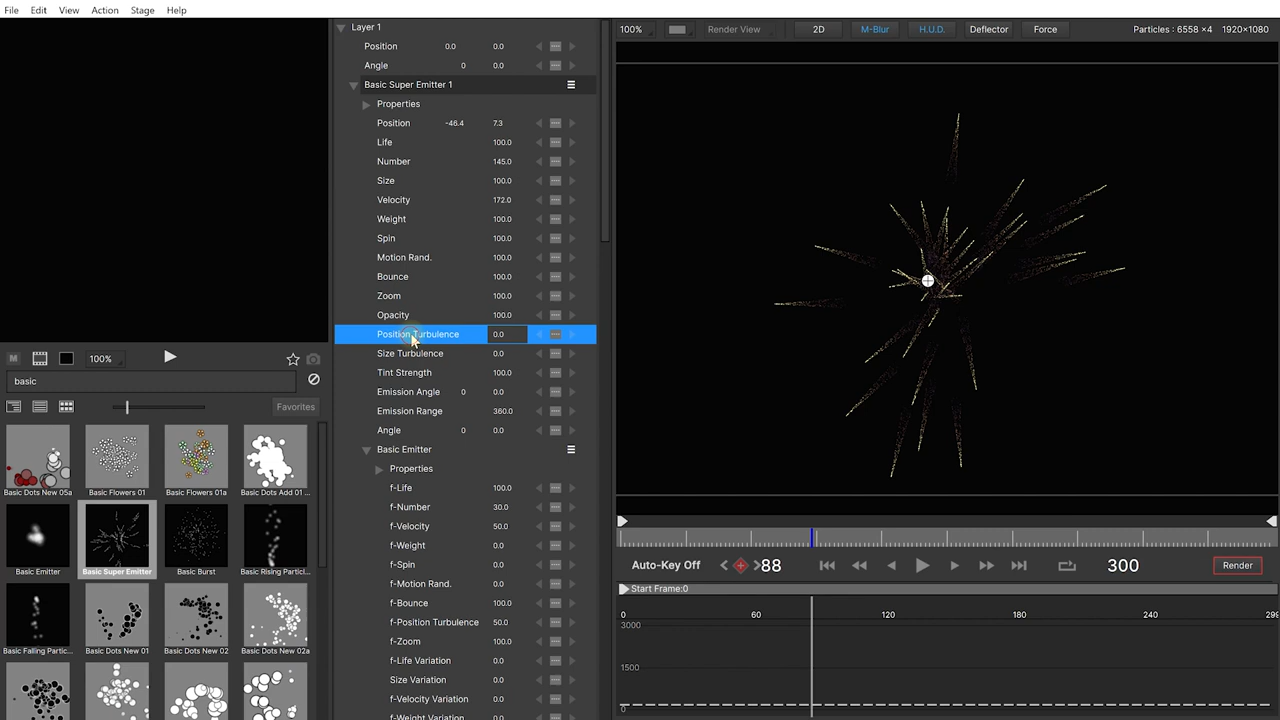 File Edit View Action Stage Help
Layer 1
Position 0.0 0.0
Angle 0 0.0
Basic Super Emitter 1
Properties
Position -46.4 7.3
Life 100.0
Number 145.0
Size 100.0
Velocity 172.0
Weight 100.0
Spin 100.0
Motion Rand. 100.0
Bounce 100.0
Zoom 100.0
Opacity 100.0
Position Turbulence 0.0
Size Turbulence 0.0
Tint Strength 100.0
Emission Angle 0 0.0
Emission Range 360.0
Angle 0 0.0
Basic Emitter
Properties
f-Life 100.0
f-Number 30.0
f-Velocity 50.0
f-Weight 0.0
f-Spin 0.0
f-Motion Rand. 0.0
f-Bounce 100.0
f-Position Turbulence 50.0
f-Zoom 100.0
f-Life Variation 0.0
Size Variation 0.0
f-Velocity Variation 0.0
f-Weight Variation 0.0
100% Render View 2D M-Blur H.U.D. Deflector Force Particles : 6558 ×4 1920×1080
M 100%
basic
Favorites
Basic Dots New 05a Basic Flowers 01 Basic Flowers 01a Basic Dots Add 01 ...
Basic Emitter Basic Super Emitter Basic Burst Basic Rising Particl...
Basic Falling Partic... Basic Dots New 01 Basic Dots New 02 Basic Dots New 02a
Auto-Key Off 88 300 Render
Start Frame:0
0 60 120 180 240 299
3000
1500
0